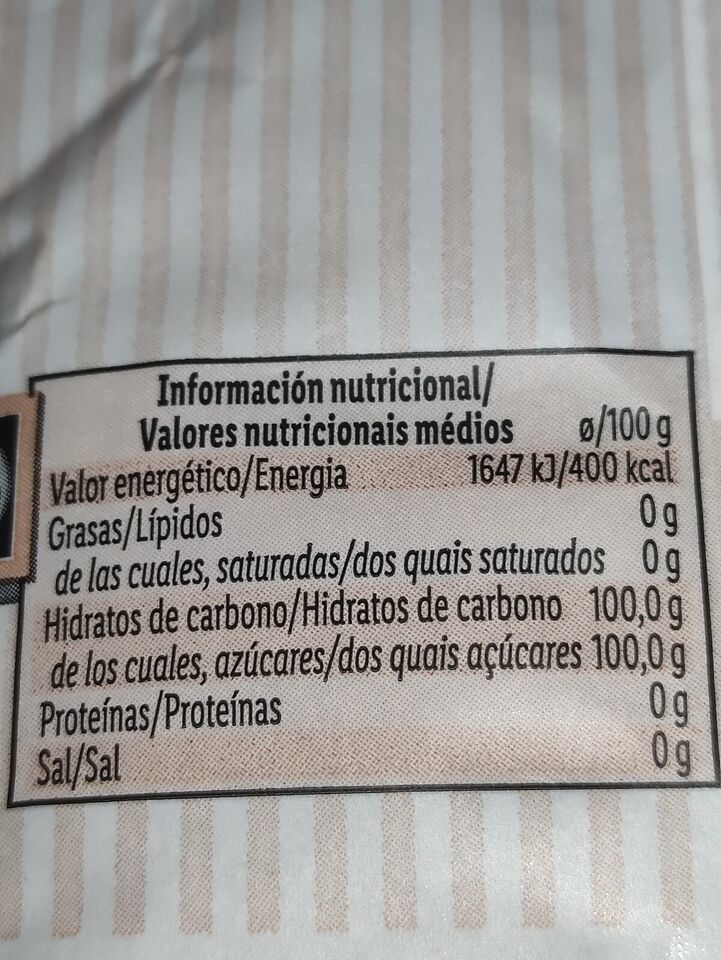 Información nutricional/
Valores nutricionais médios ø/100 g
Valor energético/Energia 1647 kJ/400 kcal
Grasas/Lípidos 0 g
de las cuales, saturadas/dos quais saturados 0 g
Hidratos de carbono/Hidratos de carbono 100,0 g
de los cuales, azúcares/dos quais açúcares 100,0 g
Proteínas/Proteínas 0 g
Sal/Sal 0 g